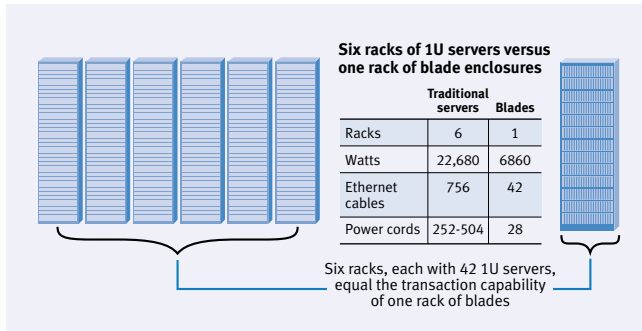 Six racks of 1U servers versus
one rack of blade enclosures
Traditional
servers Blades
Racks 6 1
Watts 22,680 6860
Ethernet
cables 756 42
Power cords 252-504 28
Six racks, each with 42 1U servers,
equal the transaction capability
of one rack of blades